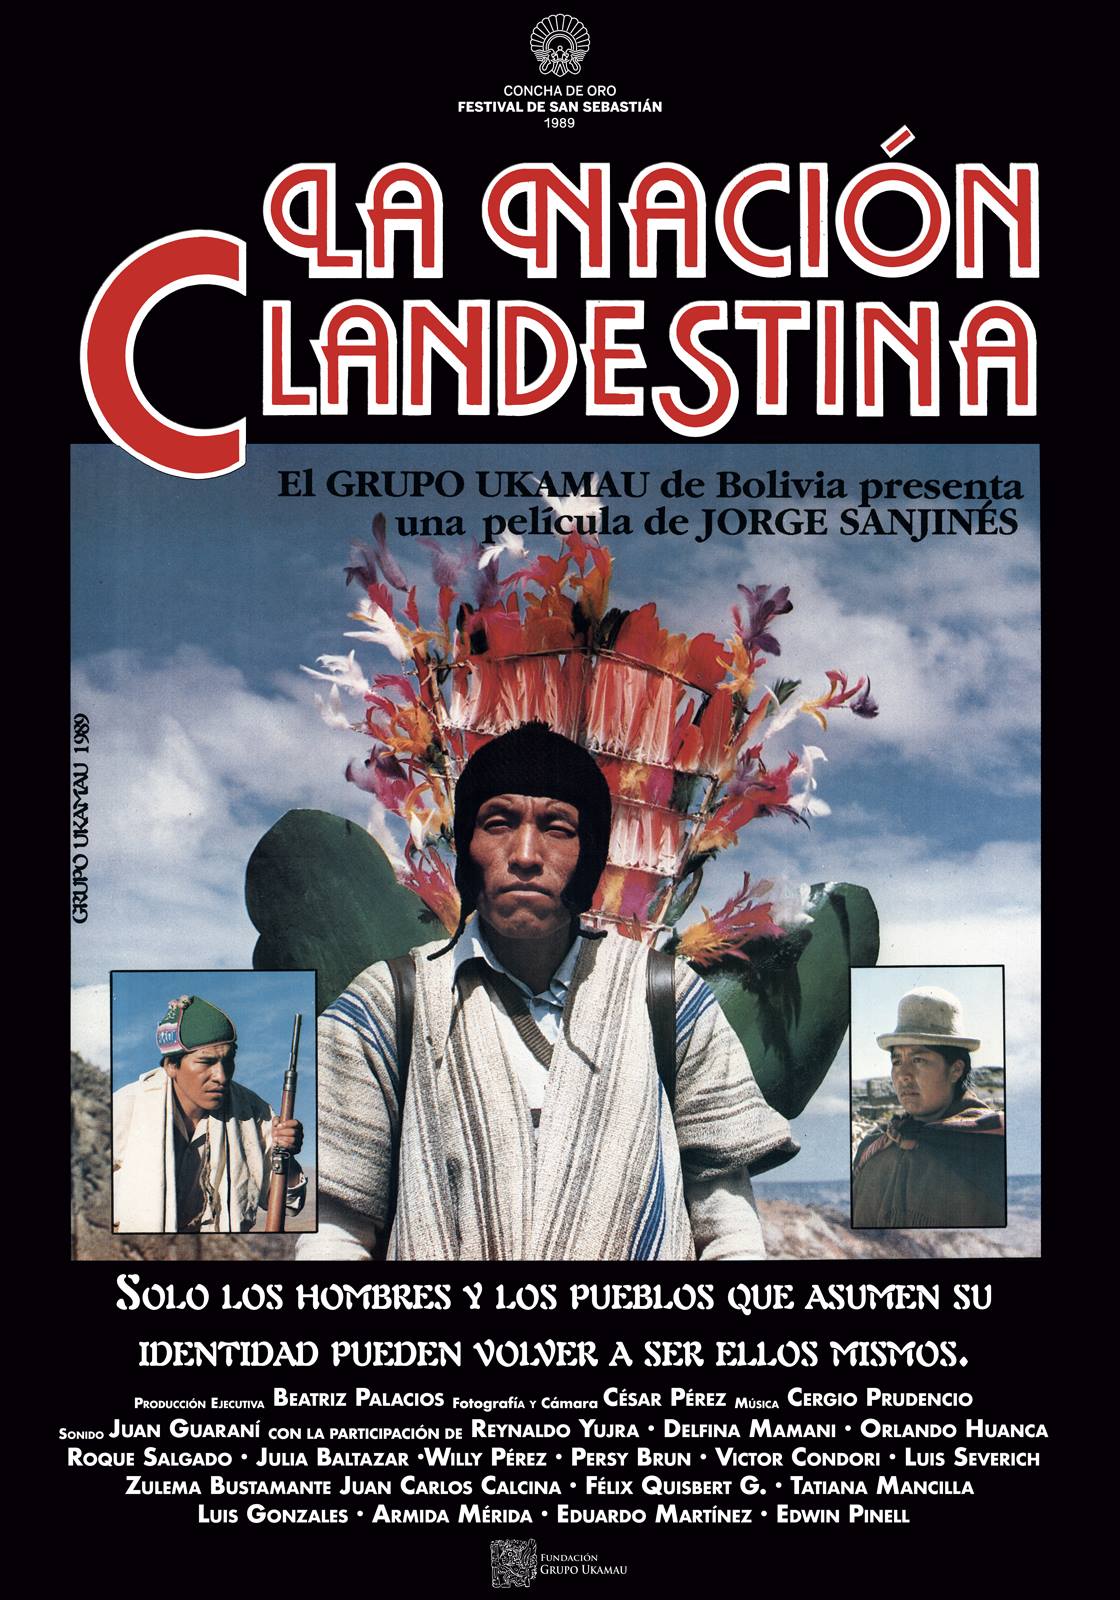 CONCHA DE ORO
FESTIVAL DE SAN SEBASTIÁN
1989
LA NACIÓN
CLANDESTINA
El GRUPO UKAMAU de Bolivia presenta
una película de JORGE SANJINÉS
GRUPO UKAMAU 1989
SOLO LOS HOMBRES Y LOS PUEBLOS QUE ASUMEN SU
IDENTIDAD PUEDEN VOLVER A SER ELLOS MISMOS.
PRODUCCIÓN EJECUTIVA BEATRIZ PALACIOS Fotografía y Cámara CÉSAR PÉREZ MÚSICA CERGIO PRUDENCIO
SONIDO JUAN GUARANÍ CON LA PARTICIPACIÓN DE REYNALDO YUJRA • DELFINA MAMANI • ORLANDO HUANCA
ROQUE SALGADO • JULIA BALTAZAR •WILLY PÉREZ • PERSY BRUN • VICTOR CONDORI • LUIS SEVERICH
ZULEMA BUSTAMANTE JUAN CARLOS CALCINA • FÉLIX QUISBERT G. • TATIANA MANCILLA
LUIS GONZALES • ARMIDA MÉRIDA • EDUARDO MARTÍNEZ • EDWIN PINELL
FUNDACIÓN
GRUPO UKAMAU